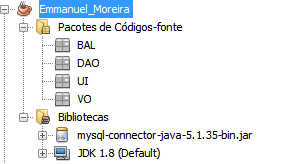 Emmanuel_Moreira
Pacotes de Códigos-fonte
BAL
DAO
UI
VO
Bibliotecas
mysql-connector-java-5.1.35-bin.jar
JDK 1.8 (Default)